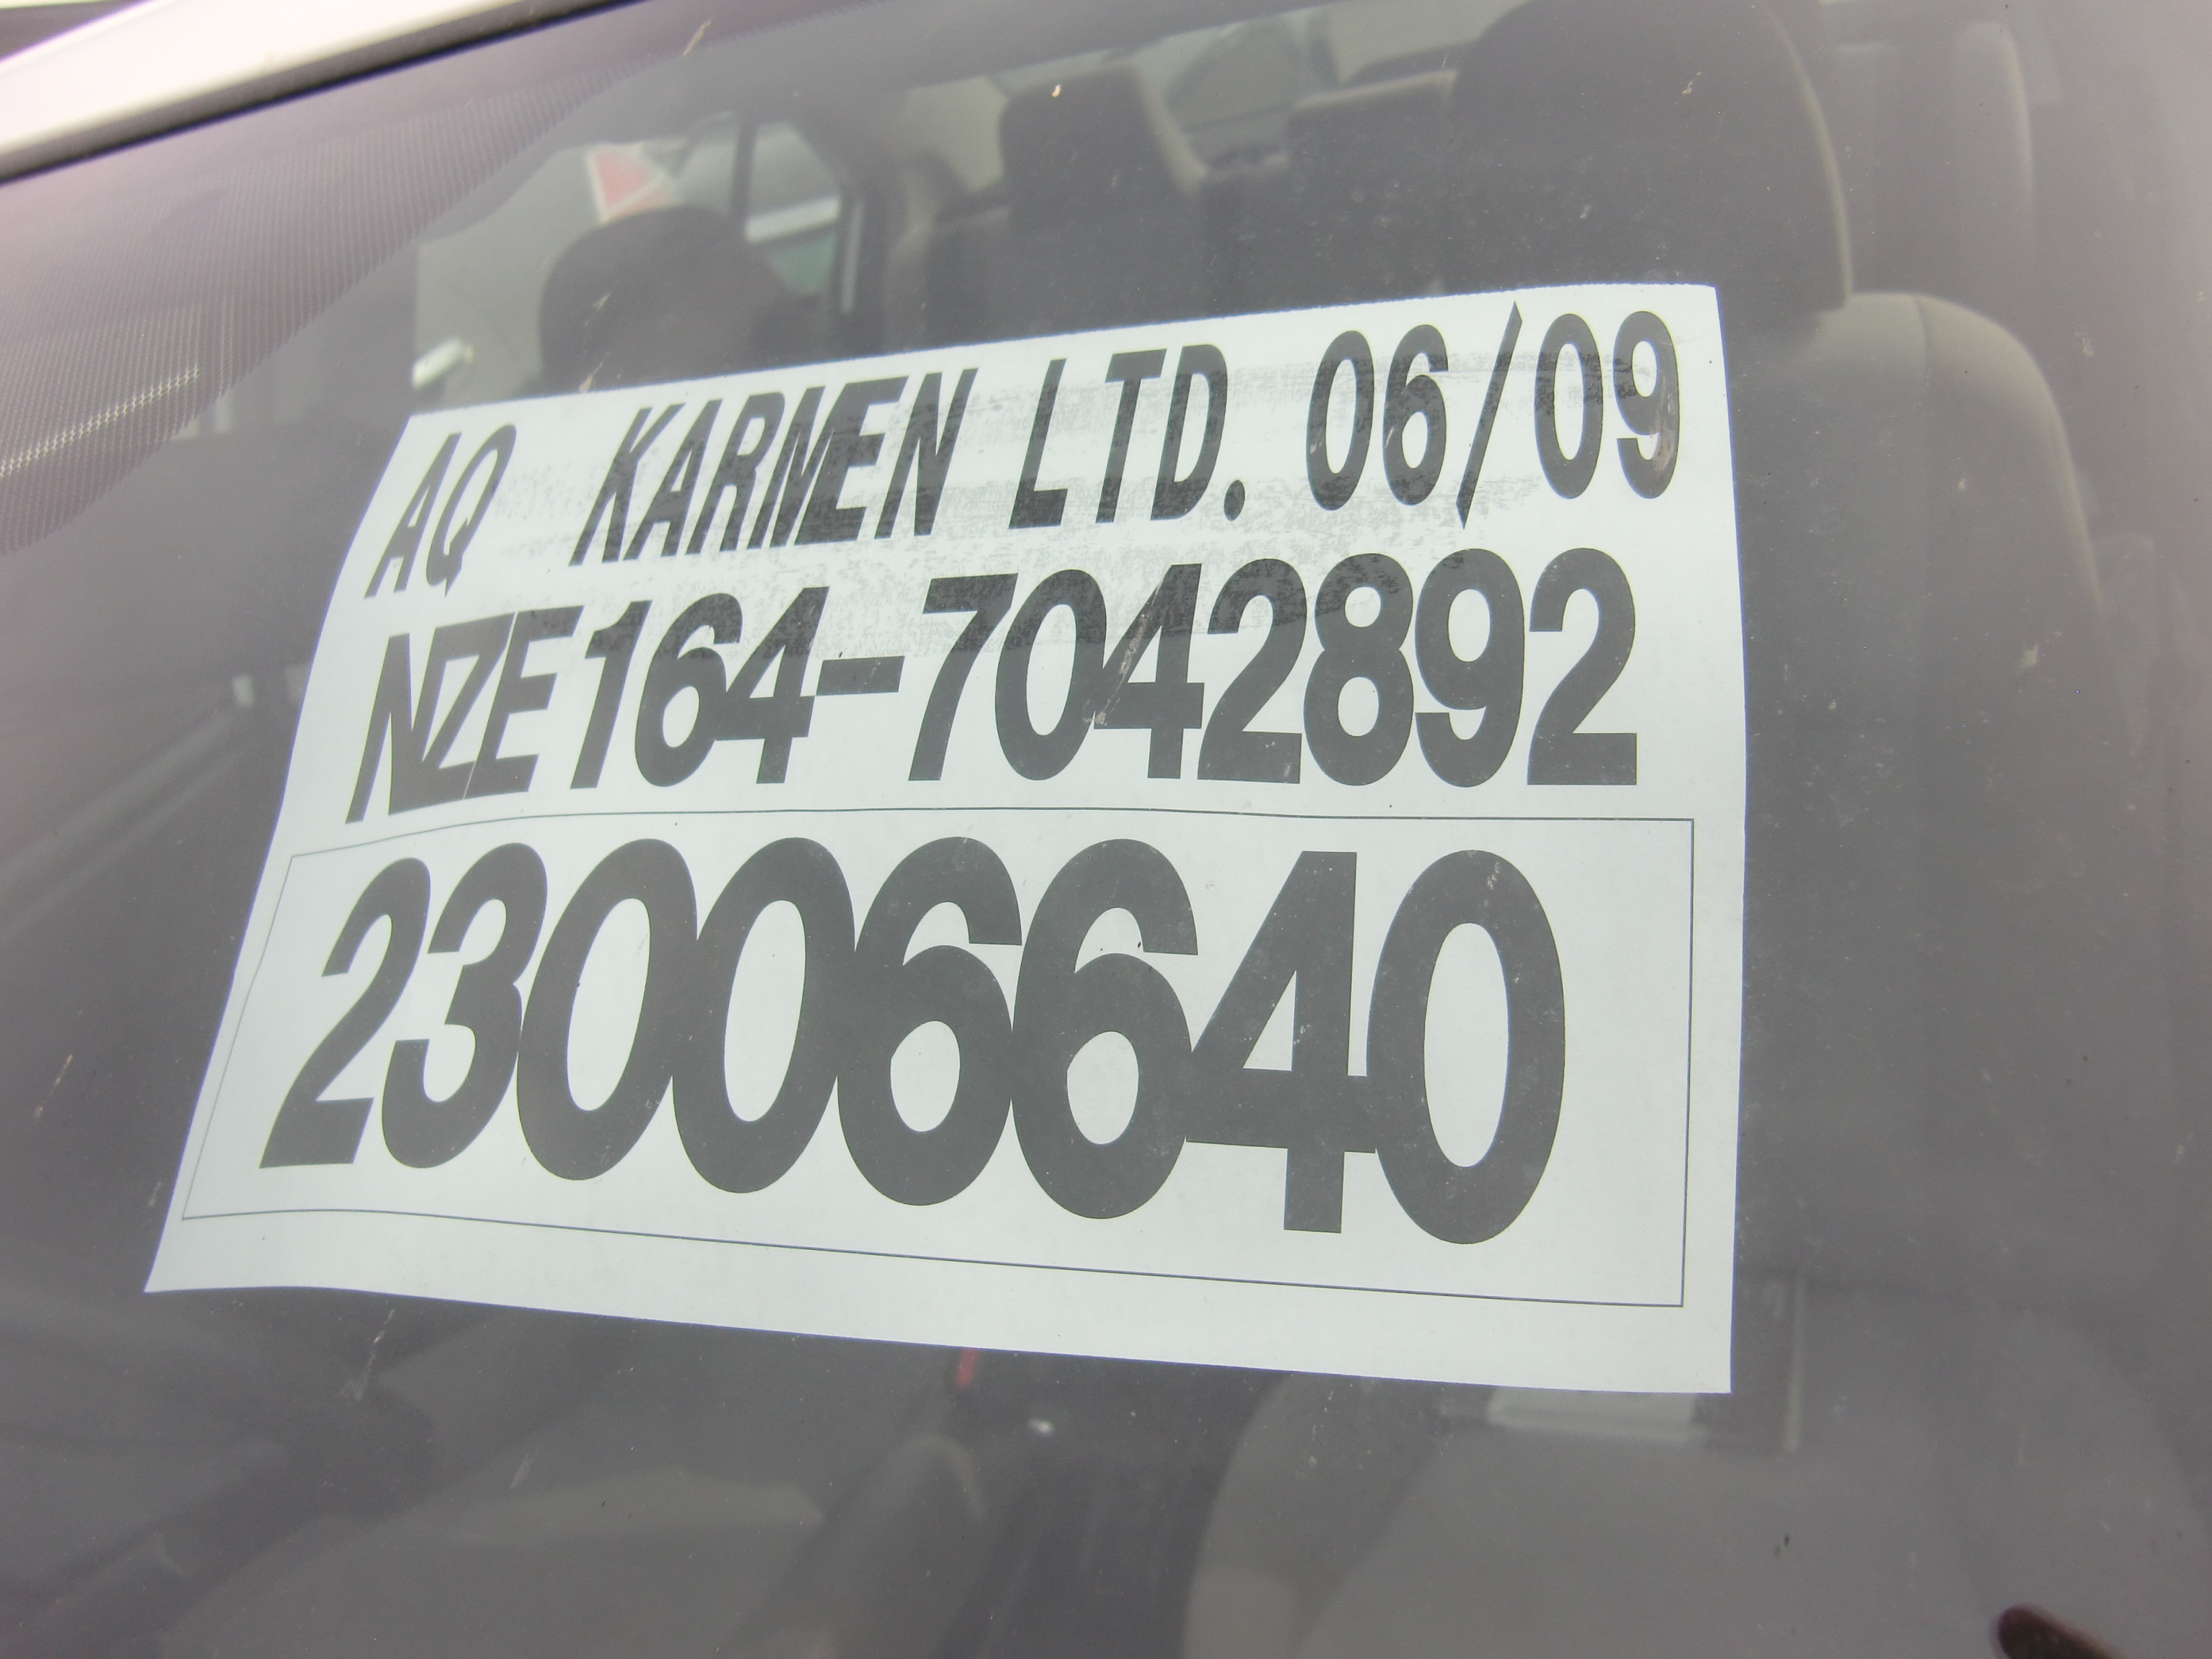 AQ KARMEN LTD. 06/09
NZE164-7042892
23006640